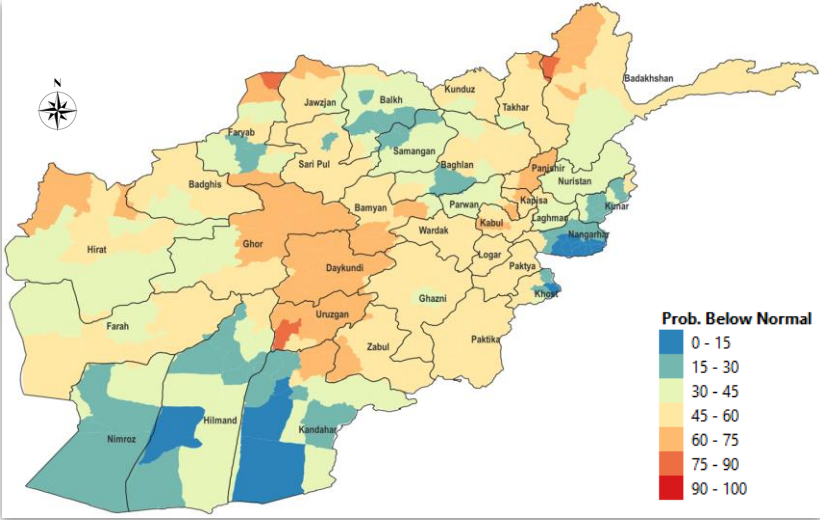 N
Badakhshan
Kunduz
Jawzjan
Balkh
Takhar
Faryab
Samangan
Sari Pul
Baghlan
Panjshir
Badghis
Nuristan
Kapisa
Parwan
Kunar
Bamyan
Laghman
Kabul
Wardak
Nangarhar
Ghor
Hirat
Logar
Paktya
Daykundi
Khost
Ghazni
Uruzgan
Farah
Paktika
Zabul
Hilmand
Kandahar
Nimroz
Prob. Below Normal
0 - 15
15 - 30
30 - 45
45 - 60
60 - 75
75 - 90
90 - 100